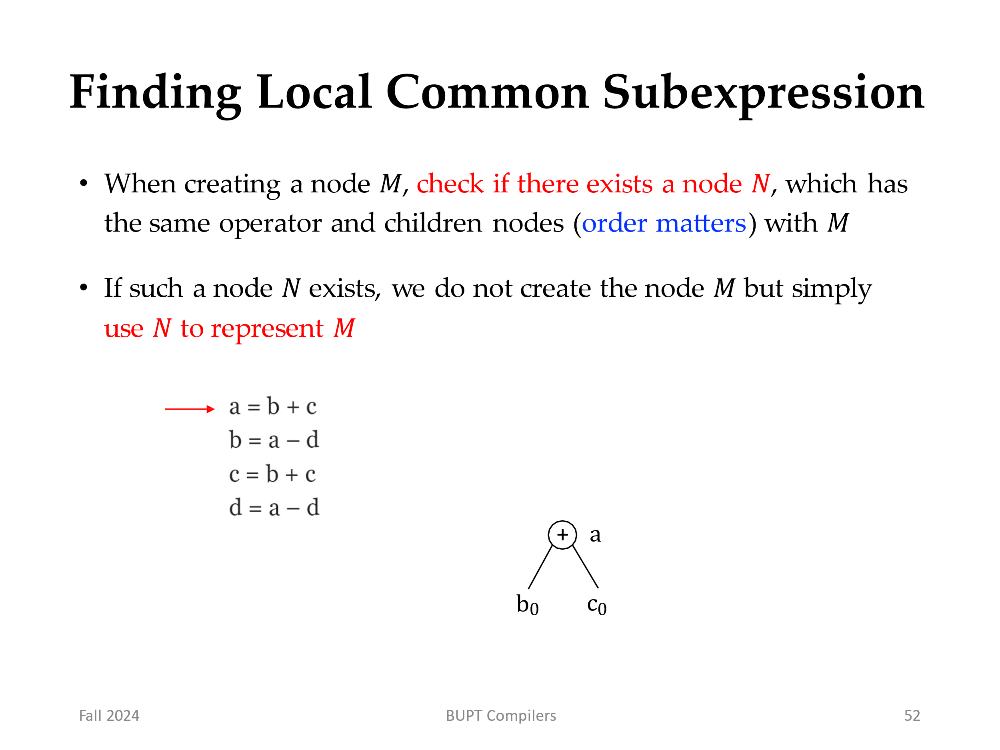 Finding Local Common Subexpression
• When creating a node M, check if there exists a node N, which has
the same operator and children nodes (order matters) with M
• If such a node N exists, we do not create the node M but simply
use N to represent M
a = b + c
b = a – d
c = b + c
d = a – d
+ a
b₀ c₀
Fall 2024 BUPT Compilers 52